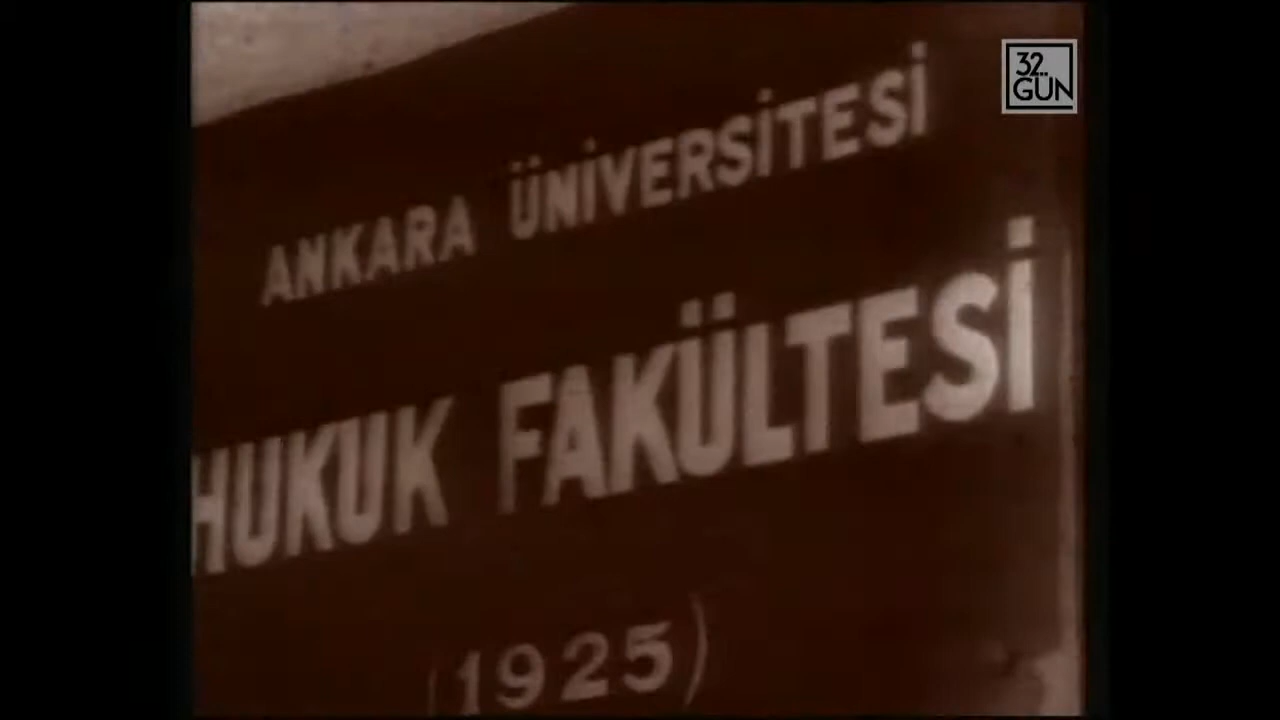 32.
GÜN
ANKARA ÜNİVERSİTESİ
HUKUK FAKÜLTESİ
(1925)